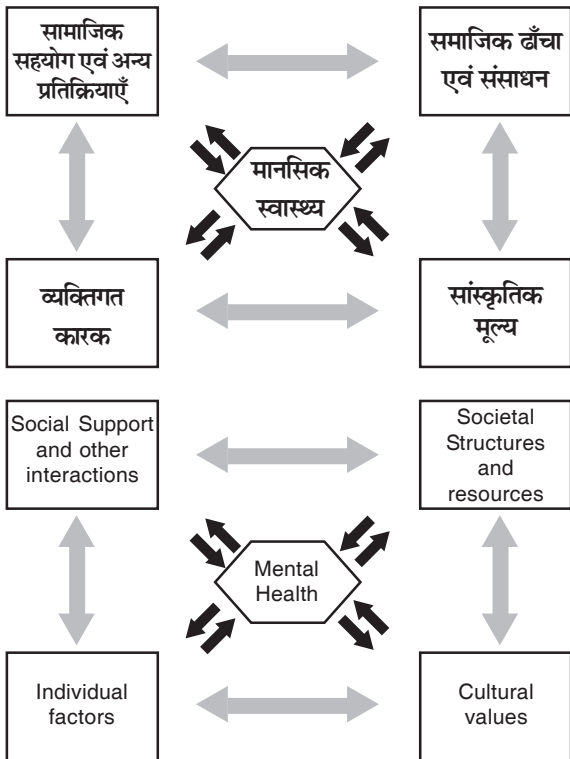 सामाजिक
सहयोग एवं अन्य
प्रतिक्रियाएँ
समाजिक ढाँचा
एवं संसाधन
मानसिक
स्वास्थ्य
व्यक्तिगत
कारक
सांस्कृतिक
मूल्य
Social Support
and other
interactions
Societal
Structures
and
resources
Mental
Health
Individual
factors
Cultural
values